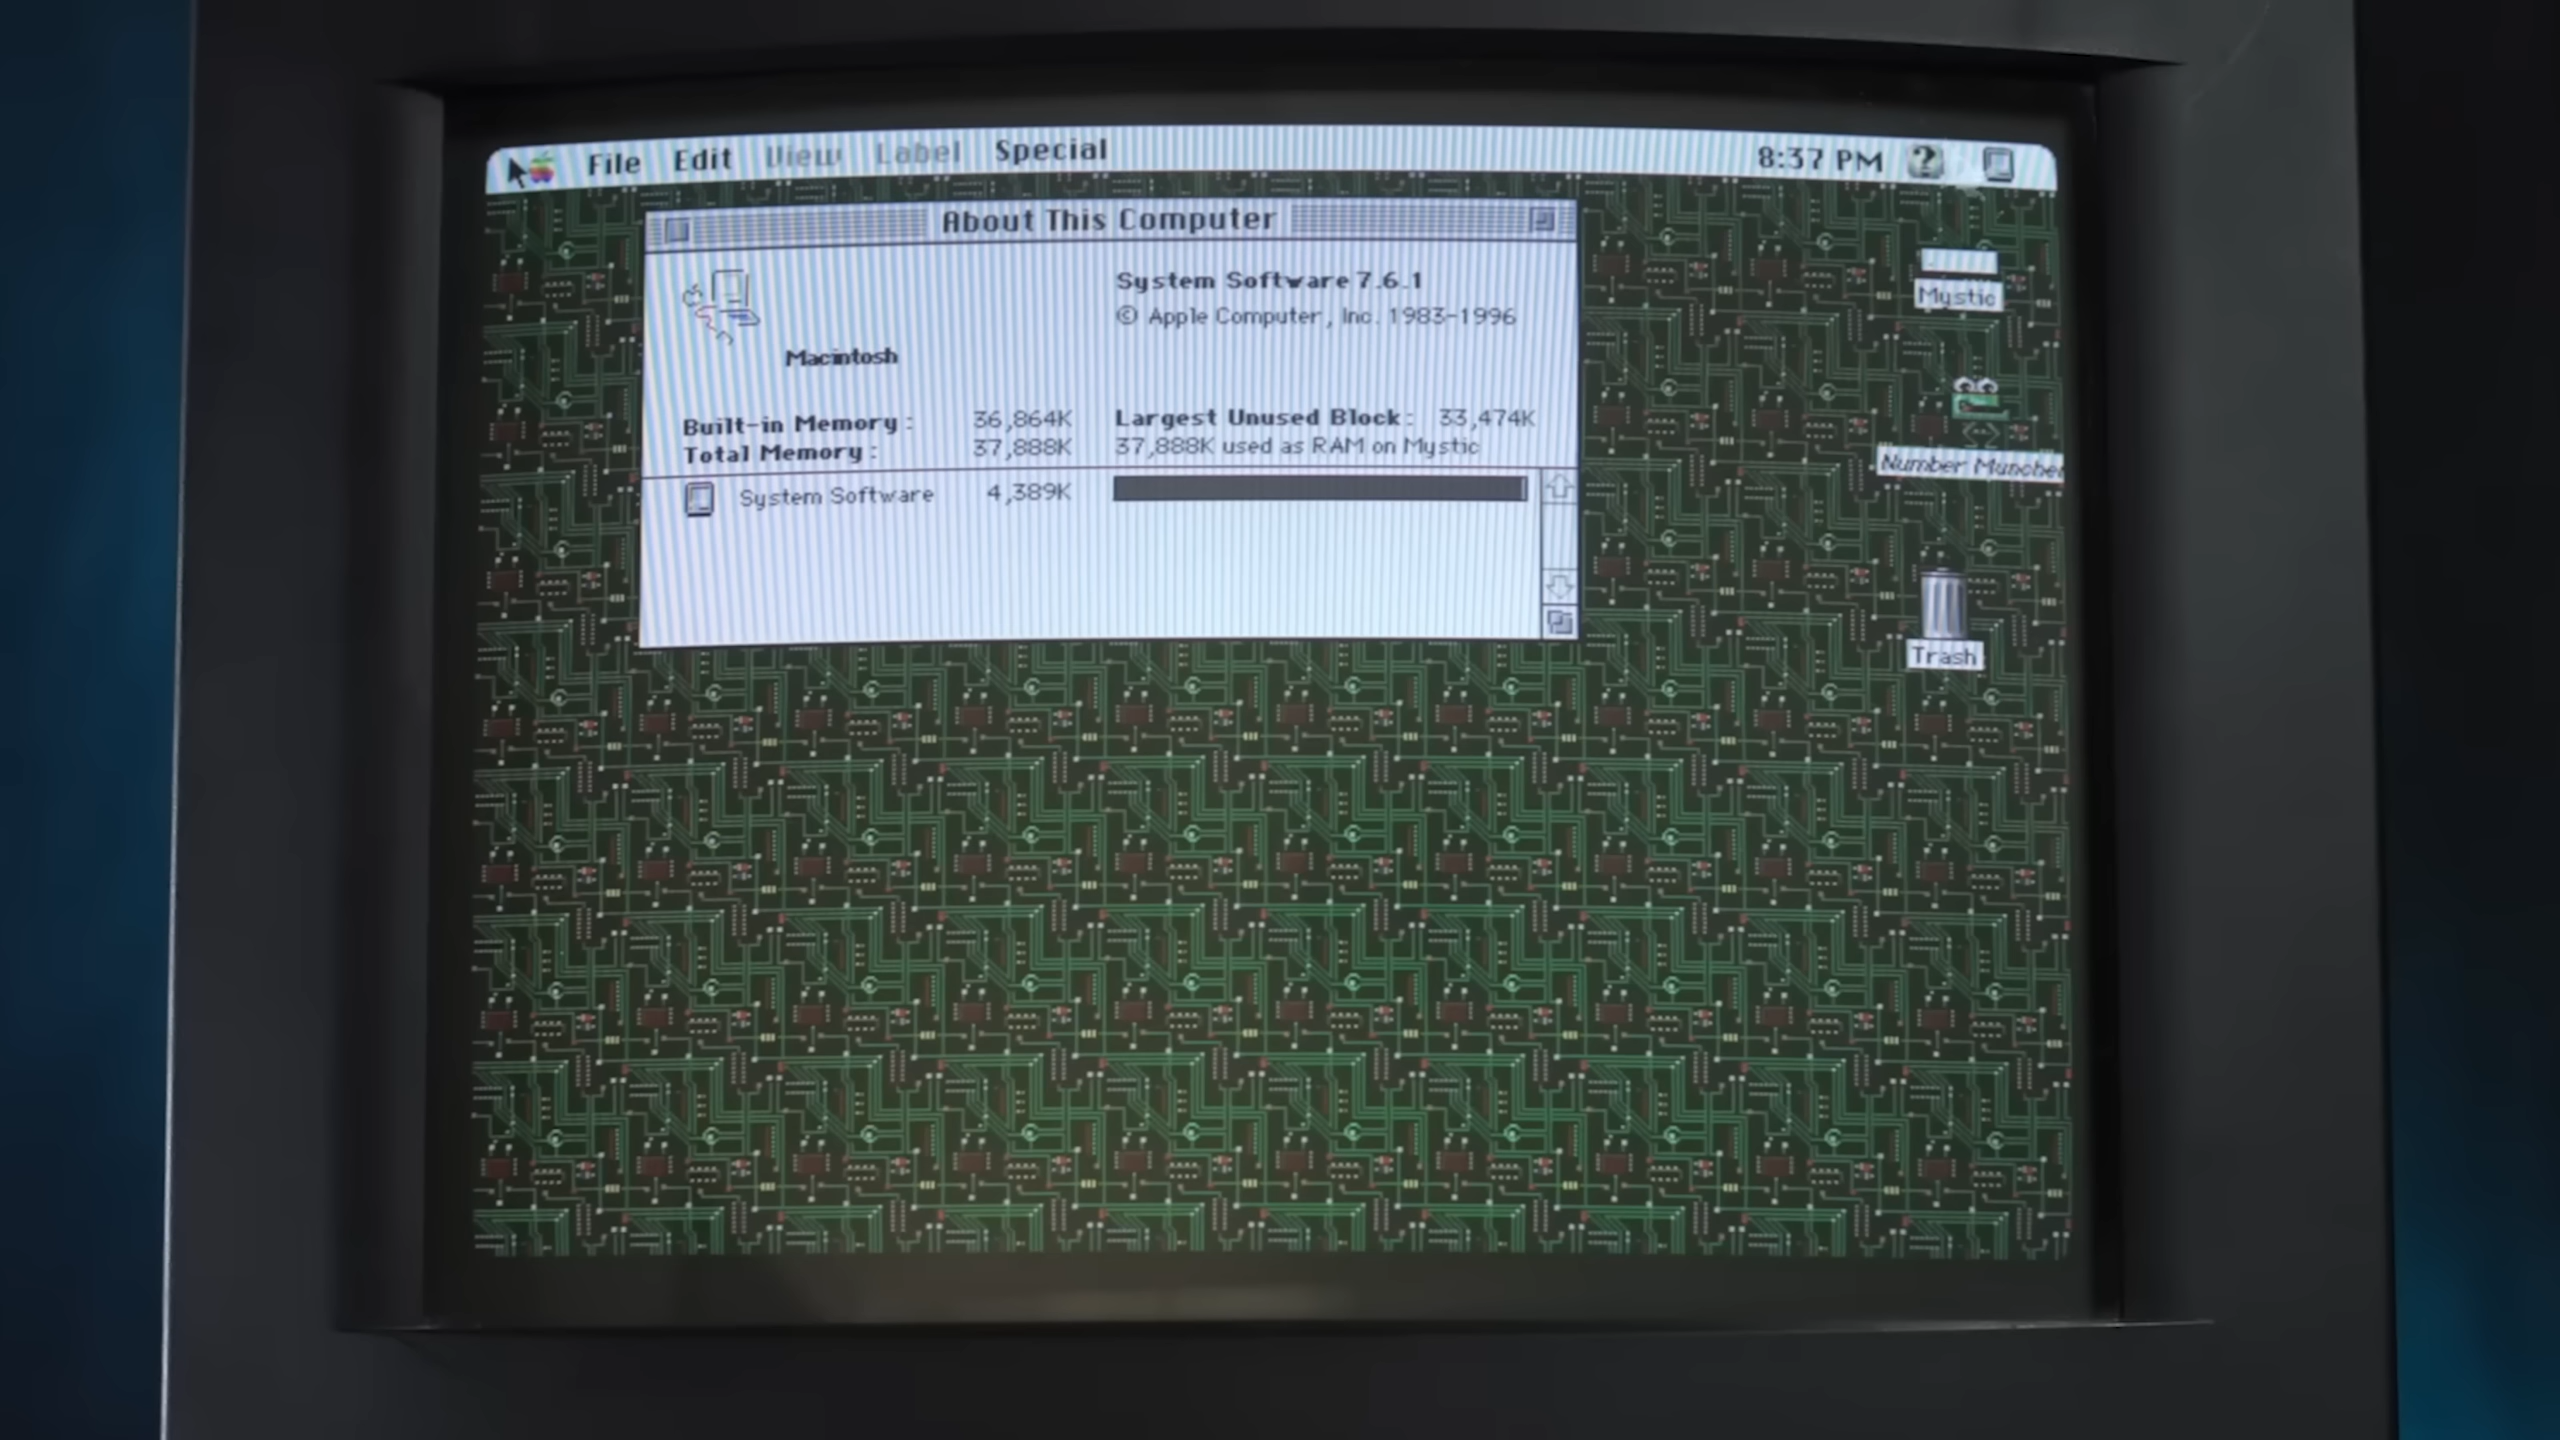 File Edit View Label Special 8:37 PM
About This Computer
System Software 7.6.1
© Apple Computer, Inc. 1983-1996
Macintosh
Built-in Memory: 36,864K Largest Unused Block: 33,474K
Total Memory: 37,888K 37,888K used as RAM on Mystic
System Software 4,389K
Mystic
Number Munche
Trash